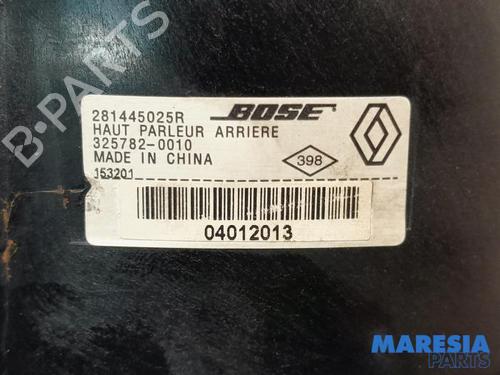 281445025R BOSE
HAUT PARLEUR ARRIERE
325782-0010
MADE IN CHINA 398
153201
04012013
B-PARTS
MARESIA
PARTS